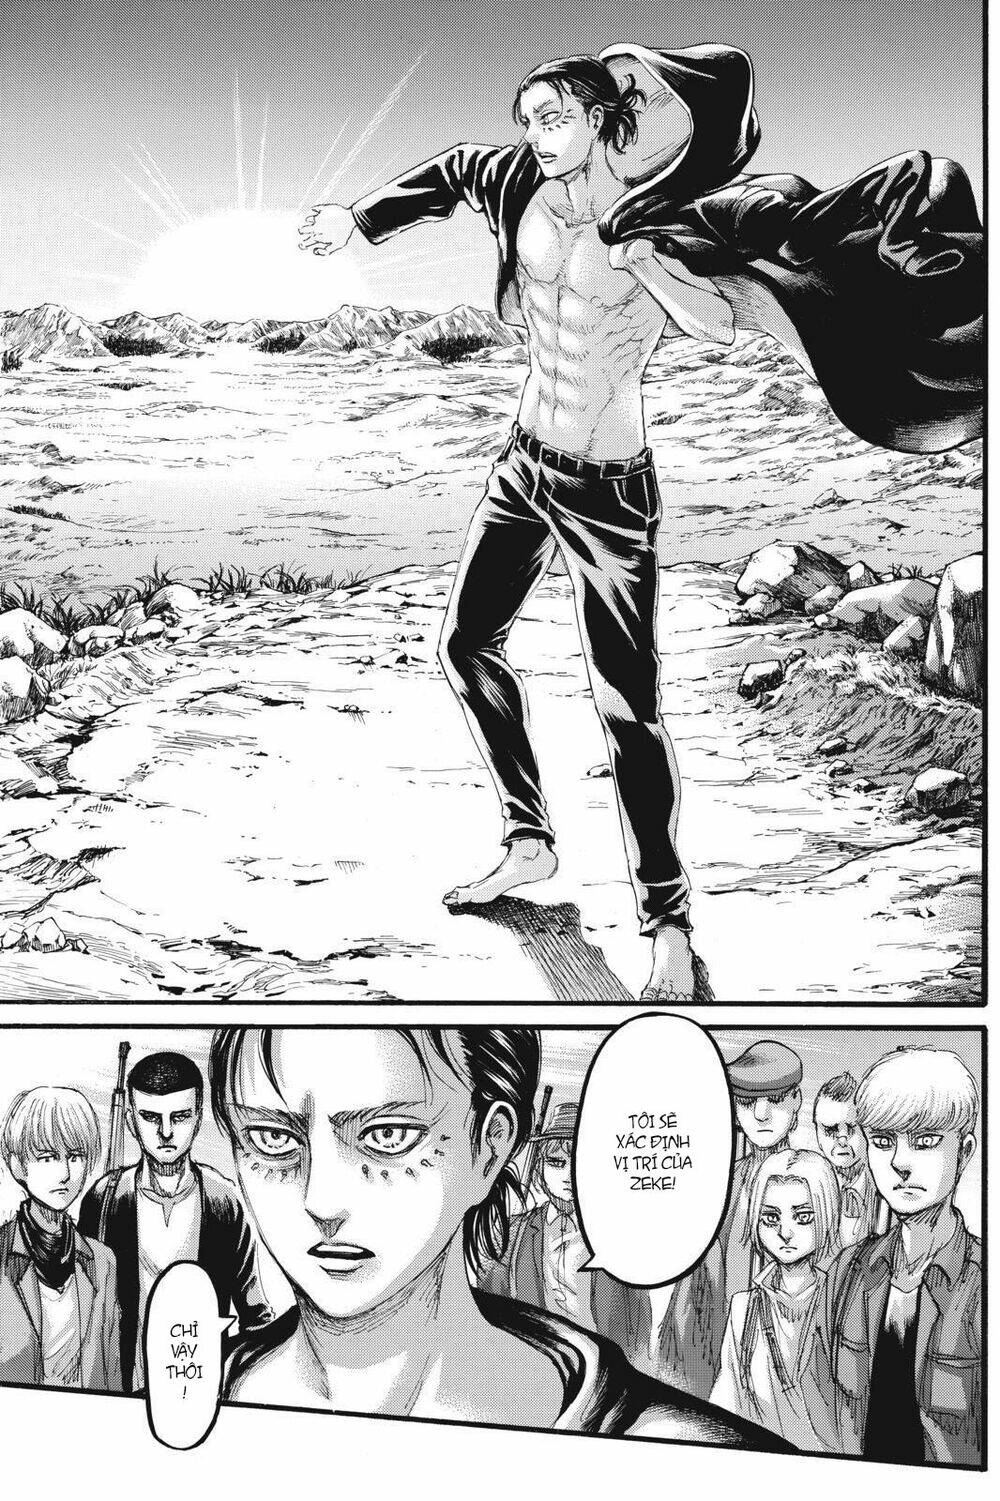 TÔI SẼ
XÁC ĐỊNH
VỊ TRÍ CỦA
ZEKE!
CHỈ
VẬY
THÔI
!